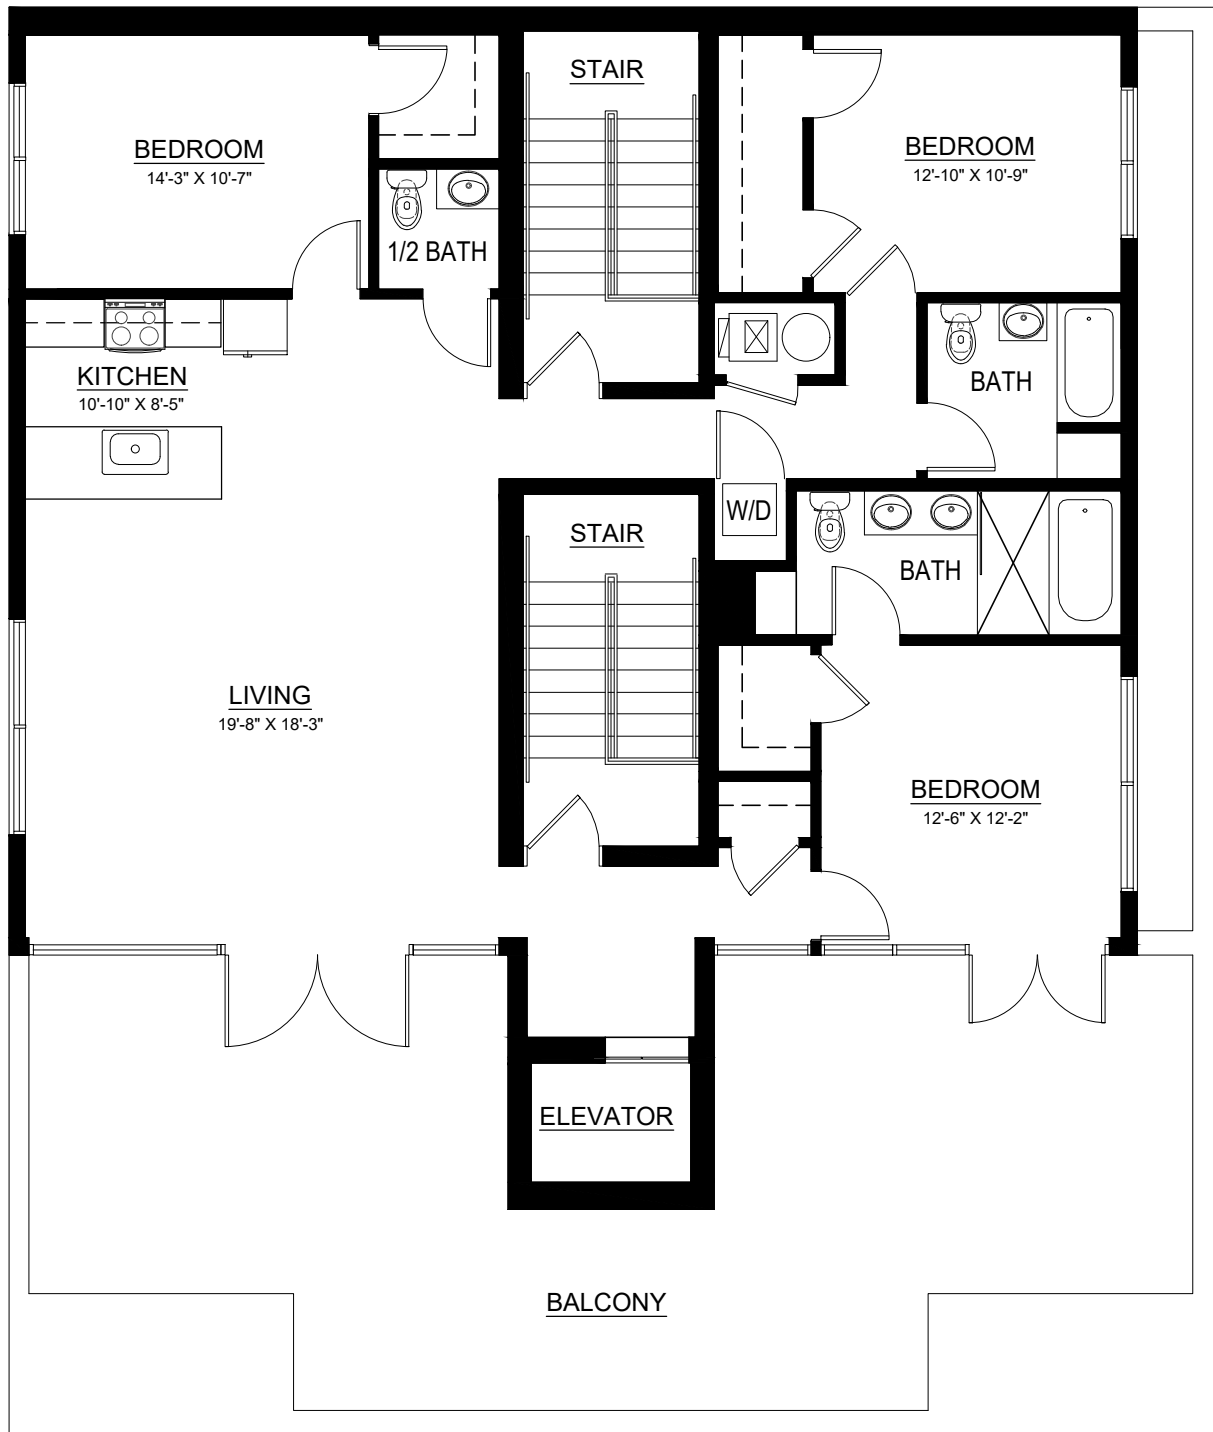 STAIR
BEDROOM
14'-3" X 10'-7"
BEDROOM
12'-10" X 10'-9"
1/2 BATH
KITCHEN
10'-10" X 8'-5"
BATH
W/D
STAIR
BATH
LIVING
19'-8" X 18'-3"
BEDROOM
12'-6" X 12'-2"
ELEVATOR
BALCONY